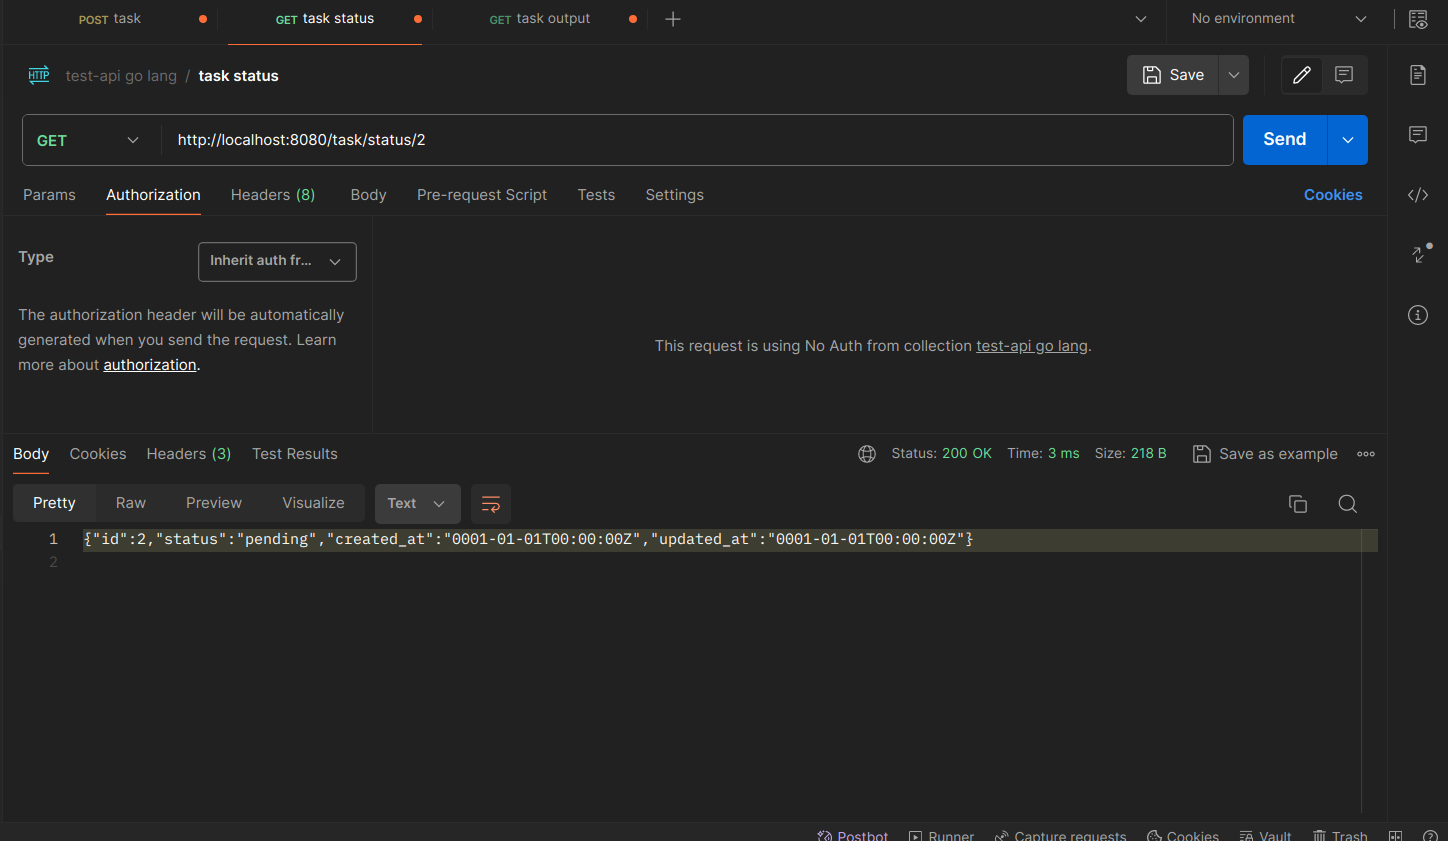 POST task
GET task status
GET task output
No environment
HTTP test-api go lang / task status
Save
GET http://localhost:8080/task/status/2
Send
Params Authorization Headers (8) Body Pre-request Script Tests Settings Cookies
Type
Inherit auth fr...
The authorization header will be automatically
generated when you send the request. Learn
more about authorization.
This request is using No Auth from collection test-api go lang.
Body Cookies Headers (3) Test Results Status: 200 OK Time: 3 ms Size: 218 B Save as example
Pretty Raw Preview Visualize Text
1 {"id":2,"status":"pending","created_at":"0001-01-01T00:00:00Z","updated_at":"0001-01-01T00:00:00Z"}
2
Postbot Runner Capture requests Cookies Vault Trash